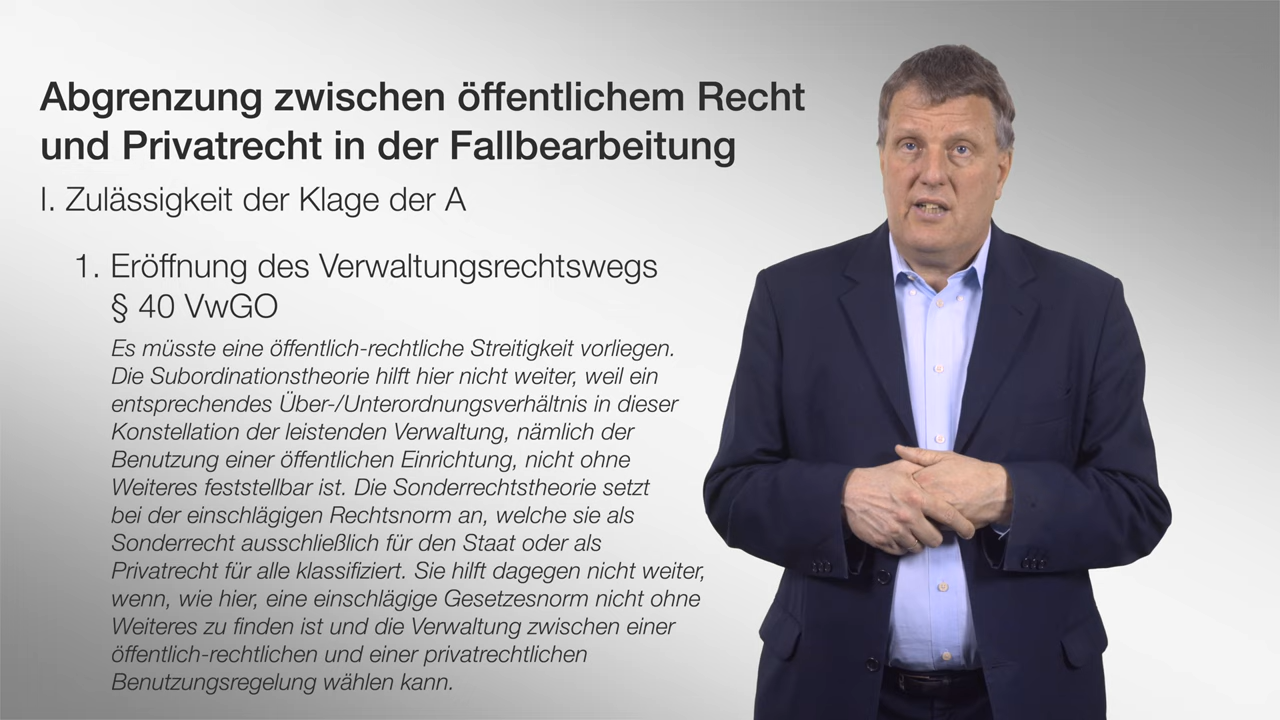 Abgrenzung zwischen öffentlichem Recht
und Privatrecht in der Fallbearbeitung
I. Zulässigkeit der Klage der A
1. Eröffnung des Verwaltungsrechtswegs
§ 40 VwGO
Es müsste eine öffentlich-rechtliche Streitigkeit vorliegen.
Die Subordinationstheorie hilft hier nicht weiter, weil ein
entsprechendes Über-/Unterordnungsverhältnis in dieser
Konstellation der leistenden Verwaltung, nämlich der
Benutzung einer öffentlichen Einrichtung, nicht ohne
Weiteres feststellbar ist. Die Sonderrechtstheorie setzt
bei der einschlägigen Rechtsnorm an, welche sie als
Sonderrecht ausschließlich für den Staat oder als
Privatrecht für alle klassifiziert. Sie hilft dagegen nicht weiter,
wenn, wie hier, eine einschlägige Gesetzesnorm nicht ohne
Weiteres zu finden ist und die Verwaltung zwischen einer
öffentlich-rechtlichen und einer privatrechtlichen
Benutzungsregelung wählen kann.